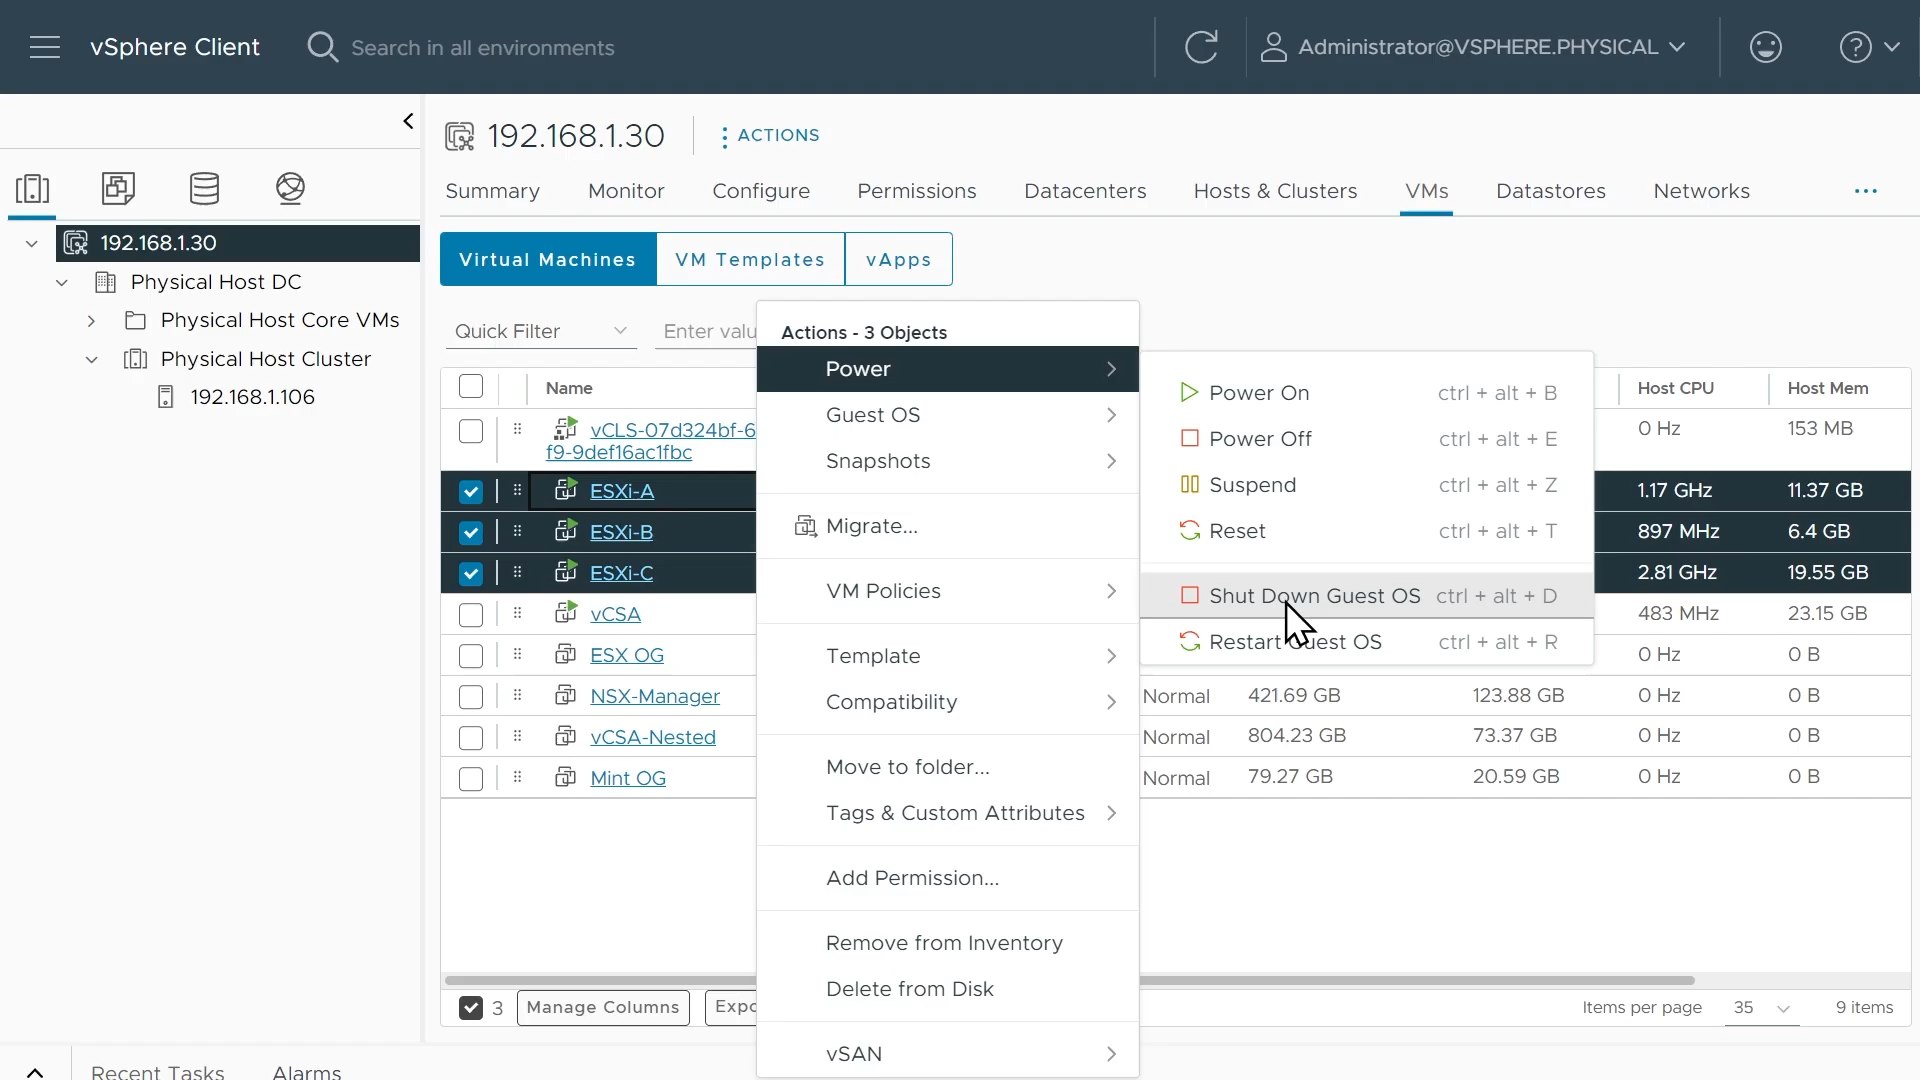 vSphere Client
Search in all environments
Administrator@VSPHERE.PHYSICAL
192.168.1.30
ACTIONS
Summary Monitor Configure Permissions Datacenters Hosts & Clusters VMs Datastores Networks
192.168.1.30
Physical Host DC
Physical Host Core VMs
Physical Host Cluster
192.168.1.106
Virtual Machines VM Templates vApps
Quick Filter Enter valu
Name Host CPU Host Mem
vCLS-07d324bf-6
f9-9def16ac1fbc
0 Hz 153 MB
ESXi-A 1.17 GHz 11.37 GB
ESXi-B 897 MHz 6.4 GB
ESXi-C 2.81 GHz 19.55 GB
vCSA 483 MHz 23.15 GB
ESX OG 0 Hz 0 B
NSX-Manager Normal 421.69 GB 123.88 GB 0 Hz 0 B
vCSA-Nested Normal 804.23 GB 73.37 GB 0 Hz 0 B
Mint OG Normal 79.27 GB 20.59 GB 0 Hz 0 B
Actions - 3 Objects
Power
Guest OS
Snapshots
Migrate...
VM Policies
Template
Compatibility
Move to folder...
Tags & Custom Attributes
Add Permission...
Remove from Inventory
Delete from Disk
vSAN
Power On ctrl + alt + B
Power Off ctrl + alt + E
Suspend ctrl + alt + Z
Reset ctrl + alt + T
Shut Down Guest OS ctrl + alt + D
Restart Guest OS ctrl + alt + R
3 Manage Columns Expo
Items per page 35 9 items
Recent Tasks Alarms